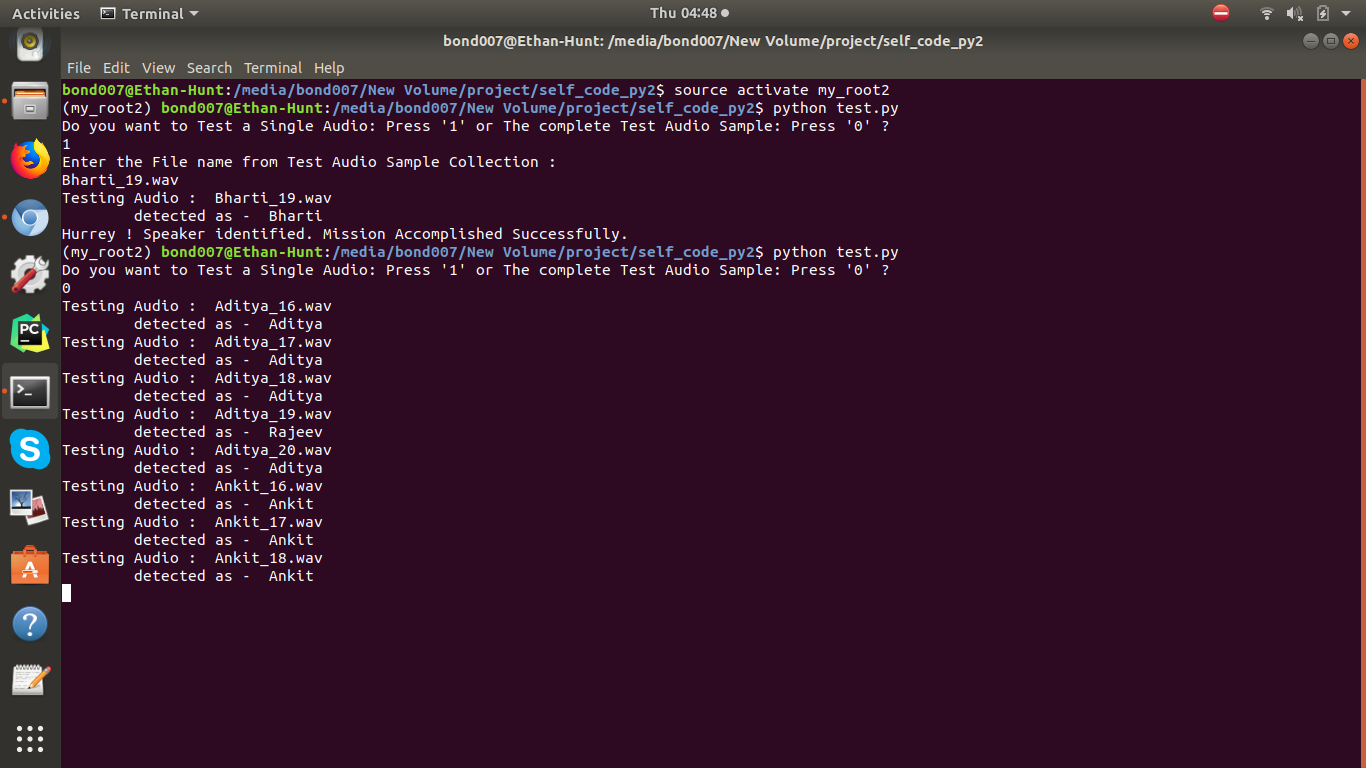 Activities Terminal Thu 04:48
bond007@Ethan-Hunt: /media/bond007/New Volume/project/self_code_py2
File Edit View Search Terminal Help
bond007@Ethan-Hunt:/media/bond007/New Volume/project/self_code_py2$ source activate my_root2
(my_root2) bond007@Ethan-Hunt:/media/bond007/New Volume/project/self_code_py2$ python test.py
Do you want to Test a Single Audio: Press '1' or The complete Test Audio Sample: Press '0' ?
1
Enter the File name from Test Audio Sample Collection :
Bharti_19.wav
Testing Audio :  Bharti_19.wav
        detected as -  Bharti
Hurrey ! Speaker identified. Mission Accomplished Successfully.
(my_root2) bond007@Ethan-Hunt:/media/bond007/New Volume/project/self_code_py2$ python test.py
Do you want to Test a Single Audio: Press '1' or The complete Test Audio Sample: Press '0' ?
0
Testing Audio :  Aditya_16.wav
        detected as -  Aditya
Testing Audio :  Aditya_17.wav
        detected as -  Aditya
Testing Audio :  Aditya_18.wav
        detected as -  Aditya
Testing Audio :  Aditya_19.wav
        detected as -  Rajeev
Testing Audio :  Aditya_20.wav
        detected as -  Aditya
Testing Audio :  Ankit_16.wav
        detected as -  Ankit
Testing Audio :  Ankit_17.wav
        detected as -  Ankit
Testing Audio :  Ankit_18.wav
        detected as -  Ankit
PC
S
A
?